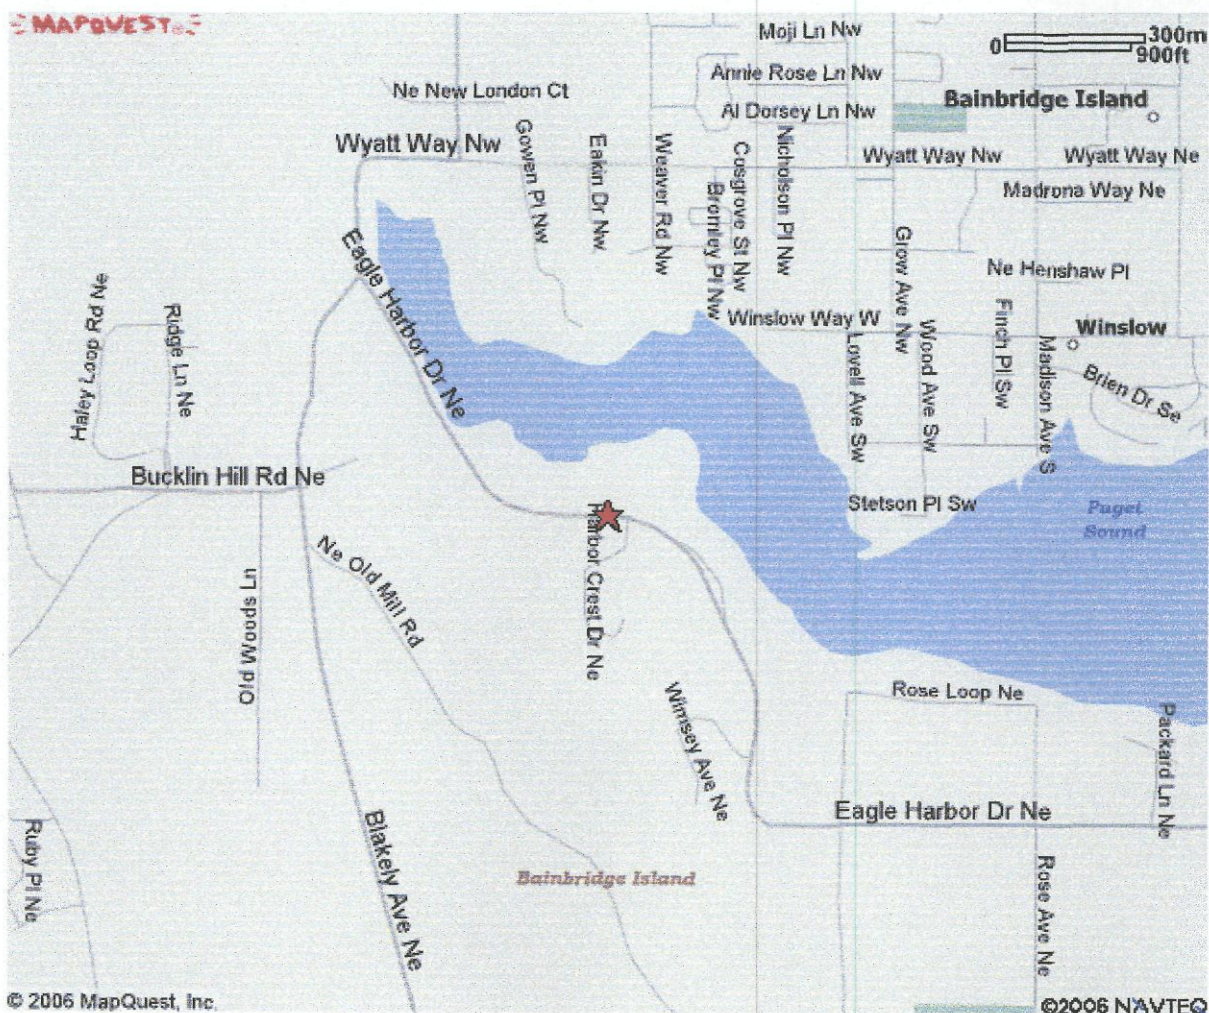 MAPQUEST
0 300m
900ft
Moji Ln Nw
Annie Rose Ln Nw
Ne New London Ct
Al Dorsey Ln Nw
Bainbridge Island
Wyatt Way Nw
Wyatt Way Nw
Wyatt Way Ne
Gowen Pl Nw
Eakin Dr Nw
Weaver Rd Nw
Cosgrove St Nw
Bromley Pl Nw
Nicholson Pl Nw
Madrona Way Ne
Grow Ave Nw
Ne Henshaw Pl
Eagle Harbor Dr Ne
Haley Loop Rd Ne
Ridge Ln Ne
Winslow Way W
Winslow
Lovell Ave Sw
Wood Ave Sw
Finch Pl Sw
Madison Ave S
Brien Dr Se
Bucklin Hill Rd Ne
Stetson Pl Sw
Puget
Sound
Harbor Crest Dr Ne
Ne Old Mill Rd
Old Woods Ln
Wimsey Ave Ne
Rose Loop Ne
Packard Ln Ne
Eagle Harbor Dr Ne
Ruby Pl Ne
Blakely Ave Ne
Bainbridge Island
Rose Ave Ne
© 2006 MapQuest, Inc.
©2006 NAVTEQ